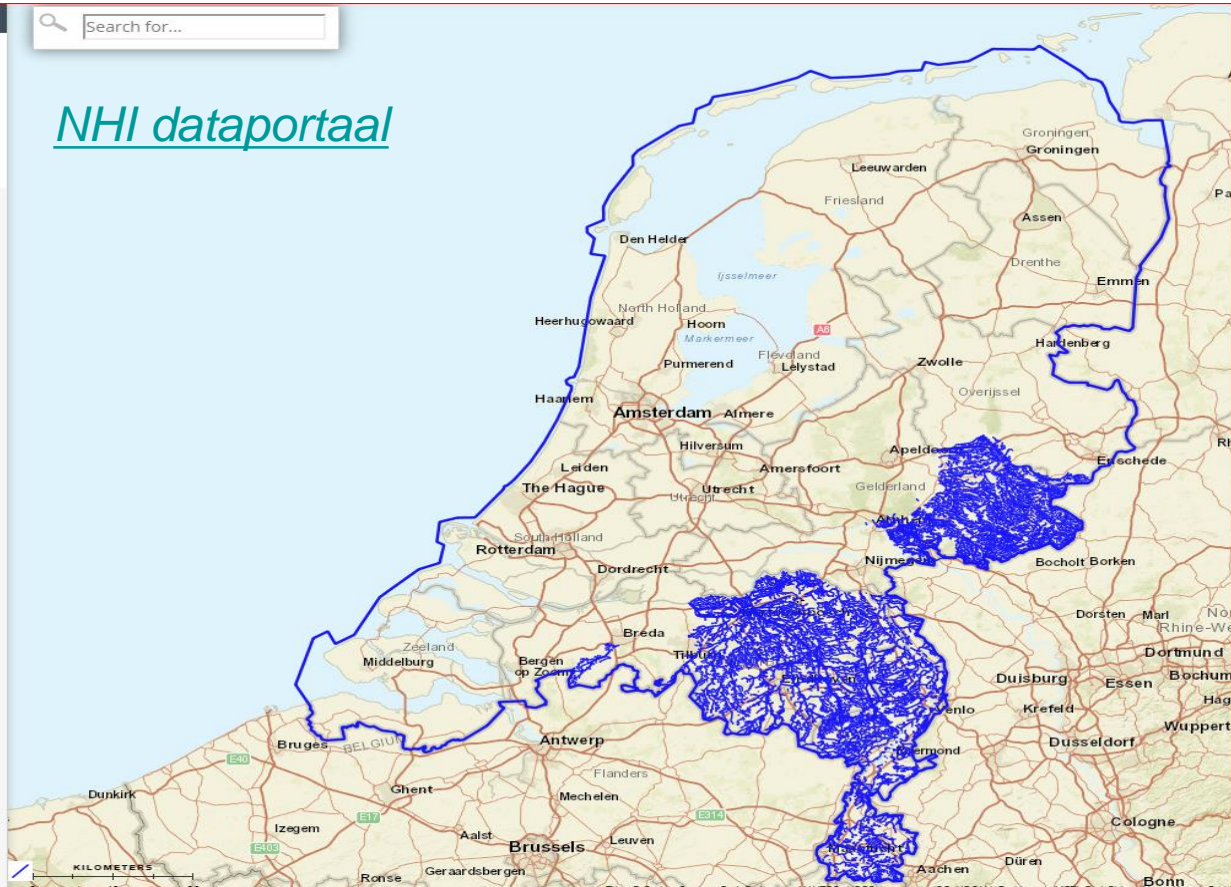 Search for...
NHI dataportaal
Groningen
Groningen
Leeuwarden
Friesland
Assen
Den Helder
Drenthe
Ijsselmeer
Emmen
North Holland
Heerhugowaard
Hoorn
Markermeer
A6
Hardenberg
Purmerend
Flevoland
Lelystad
Zwolle
Overijssel
Haarlem
Amsterdam
Almere
Hilversum
Apeldoorn
Enschede
Leiden
Amersfoort
The Hague
Utrecht
Utrecht
Gelderland
South Holland
Rotterdam
Nijmegen
Bocholt
Borken
Dordrecht
Dorsten
Marl
Breda
Zeeland
Middelburg
Bergen
op Zoom
Tilburg
Dortmund
Eindhoven
Duisburg
Essen
Bochum
Venlo
Krefeld
Bruges
BELGIUM
Antwerp
Roermond
Dusseldorf
E40
Flanders
Dunkirk
Ghent
Mechelen
E17
E314
Izegem
Cologne
Aalst
E403
Brussels
Leuven
Maastricht
KILOMETERS
Ronse
Geraardsbergen
Aachen
Düren
Bonn